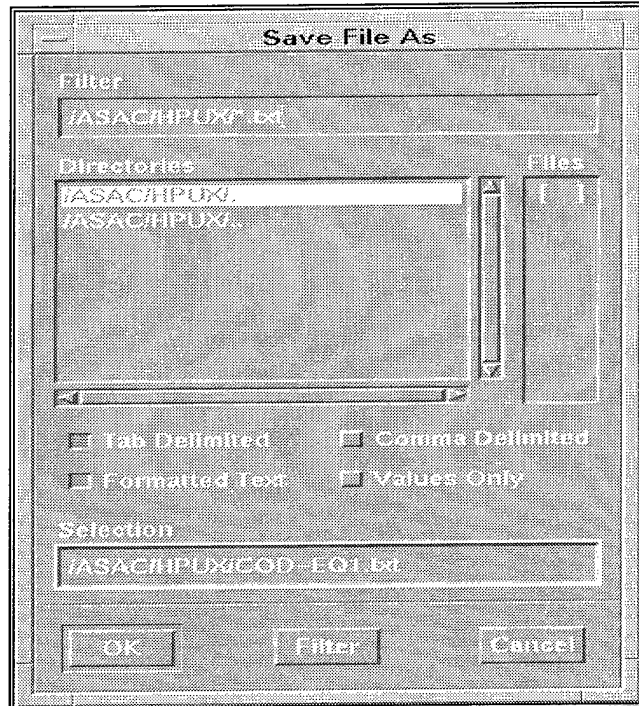 Save File As
Filter
/ASAC/HPUX/*.txt
Directories Files
/ASAC/HPUX/. [ ]
/ASAC/HPUX/..
Tab Delimited Comma Delimited
Formatted Text Values Only
Selection
/ASAC/HPUX/COD-EQ1.txt
OK Filter Cancel